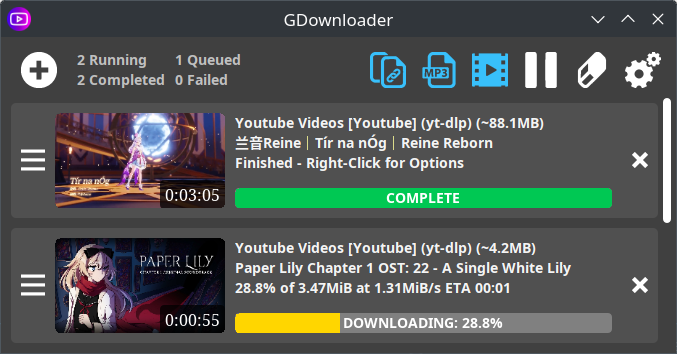 GDownloader
2 Running 1 Queued
2 Completed 0 Failed
MP3
Youtube Videos [Youtube] (yt-dlp) (~88.1MB)
兰音Reine｜Tír na nÓg｜Reine Reborn
Finished - Right-Click for Options
Tír na nÓg
0:03:05
COMPLETE
Youtube Videos [Youtube] (yt-dlp) (~4.2MB)
Paper Lily Chapter 1 OST: 22 - A Single White Lily
28.8% of 3.47MiB at 1.31MiB/s ETA 00:01
PAPER LILY
CHAPTER 1 ORIGINAL SOUNDTRACK
0:00:55
DOWNLOADING: 28.8%